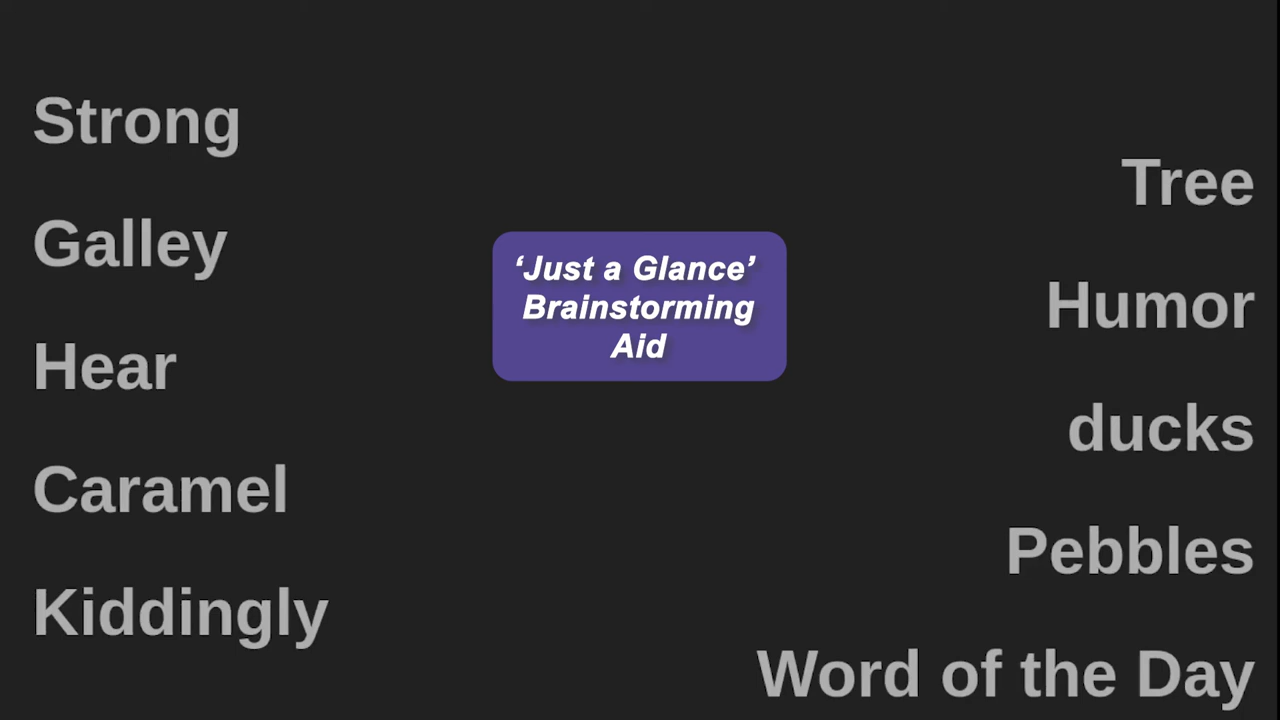 Strong
Galley
Hear
Caramel
Kiddingly
‘Just a Glance’
Brainstorming
Aid
Tree
Humor
ducks
Pebbles
Word of the Day